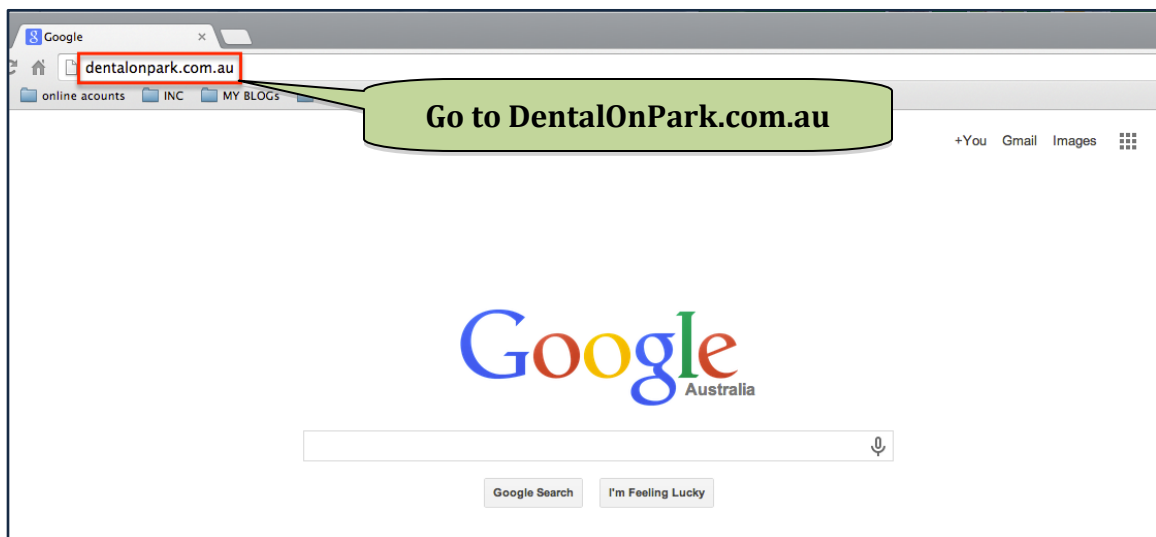 Google
dentalonpark.com.au
online acounts INC MY BLOGs
Go to DentalOnPark.com.au
+You Gmail Images
Google
Australia
Google Search I'm Feeling Lucky